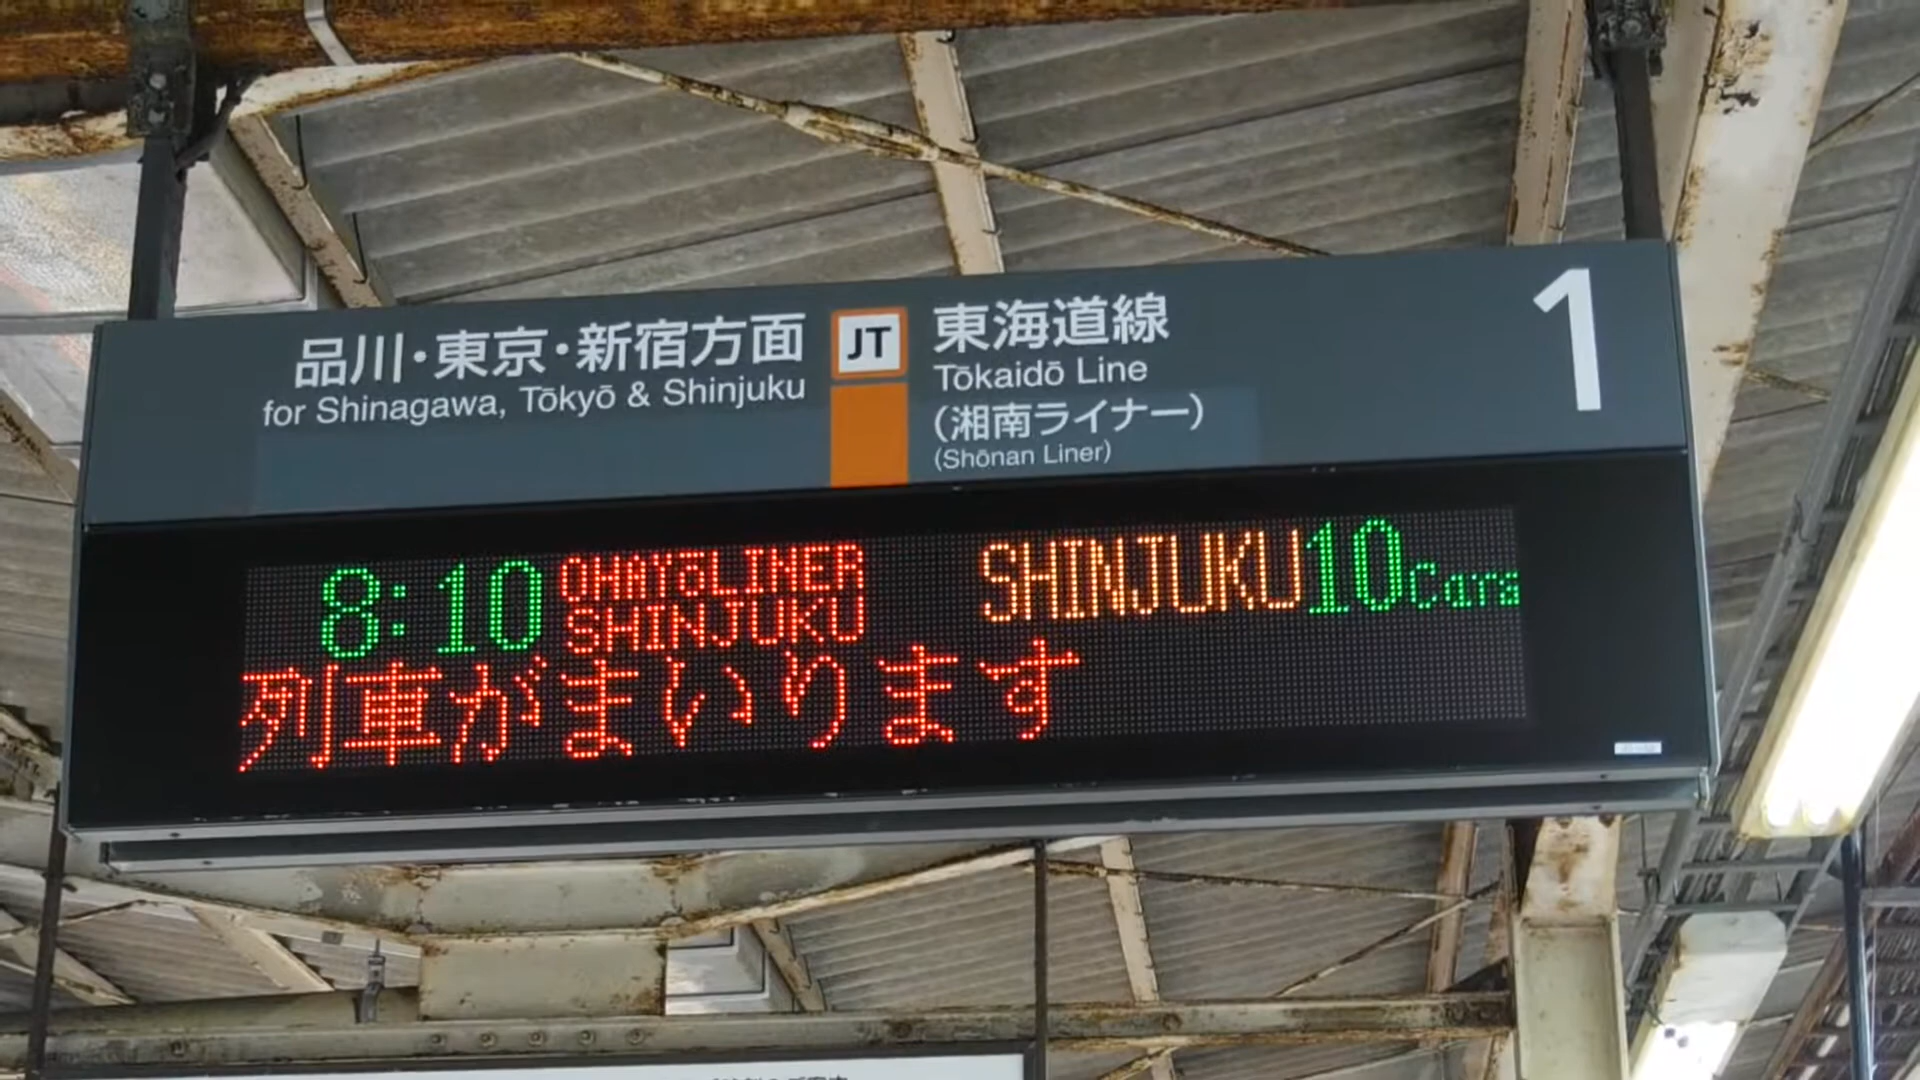 品川・東京・新宿方面
for Shinagawa, Tōkyō & Shinjuku
JT
東海道線
Tōkaidō Line
(湘南ライナー)
(Shōnan Liner)
1
8:10 OHAYōLINER SHINJUKU SHINJUKU 10Cars
列車がまいります